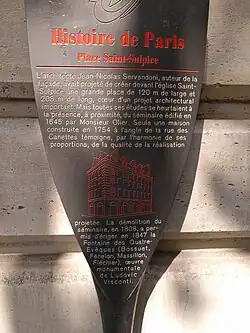 Histoire de Paris
Place Saint-Sulpice
L'architecte Jean-Nicolas Servandoni, auteur de la
façade, avait projeté de créer devant l'église Saint-
Sulpice une grande place de 120 m de large et
208 m de long, cœur d'un projet architectural
important. Mais toutes ses études se heurtaient à
la présence, à proximité, du séminaire édifié en
1645 par Monsieur Olier. Seule une maison
construite en 1754 à l'angle de la rue des
Canettes témoigne, par l'harmonie de ses
proportions, de la qualité de la réalisation
projetée. La démolition du
séminaire, en 1808, a per-
mis d'ériger en 1847 la
Fontaine des Quatre-
Evêques (Bossuet,
Fénelon, Massillon,
Fléchier), œuvre
monumentale
de Ludovic
Visconti.